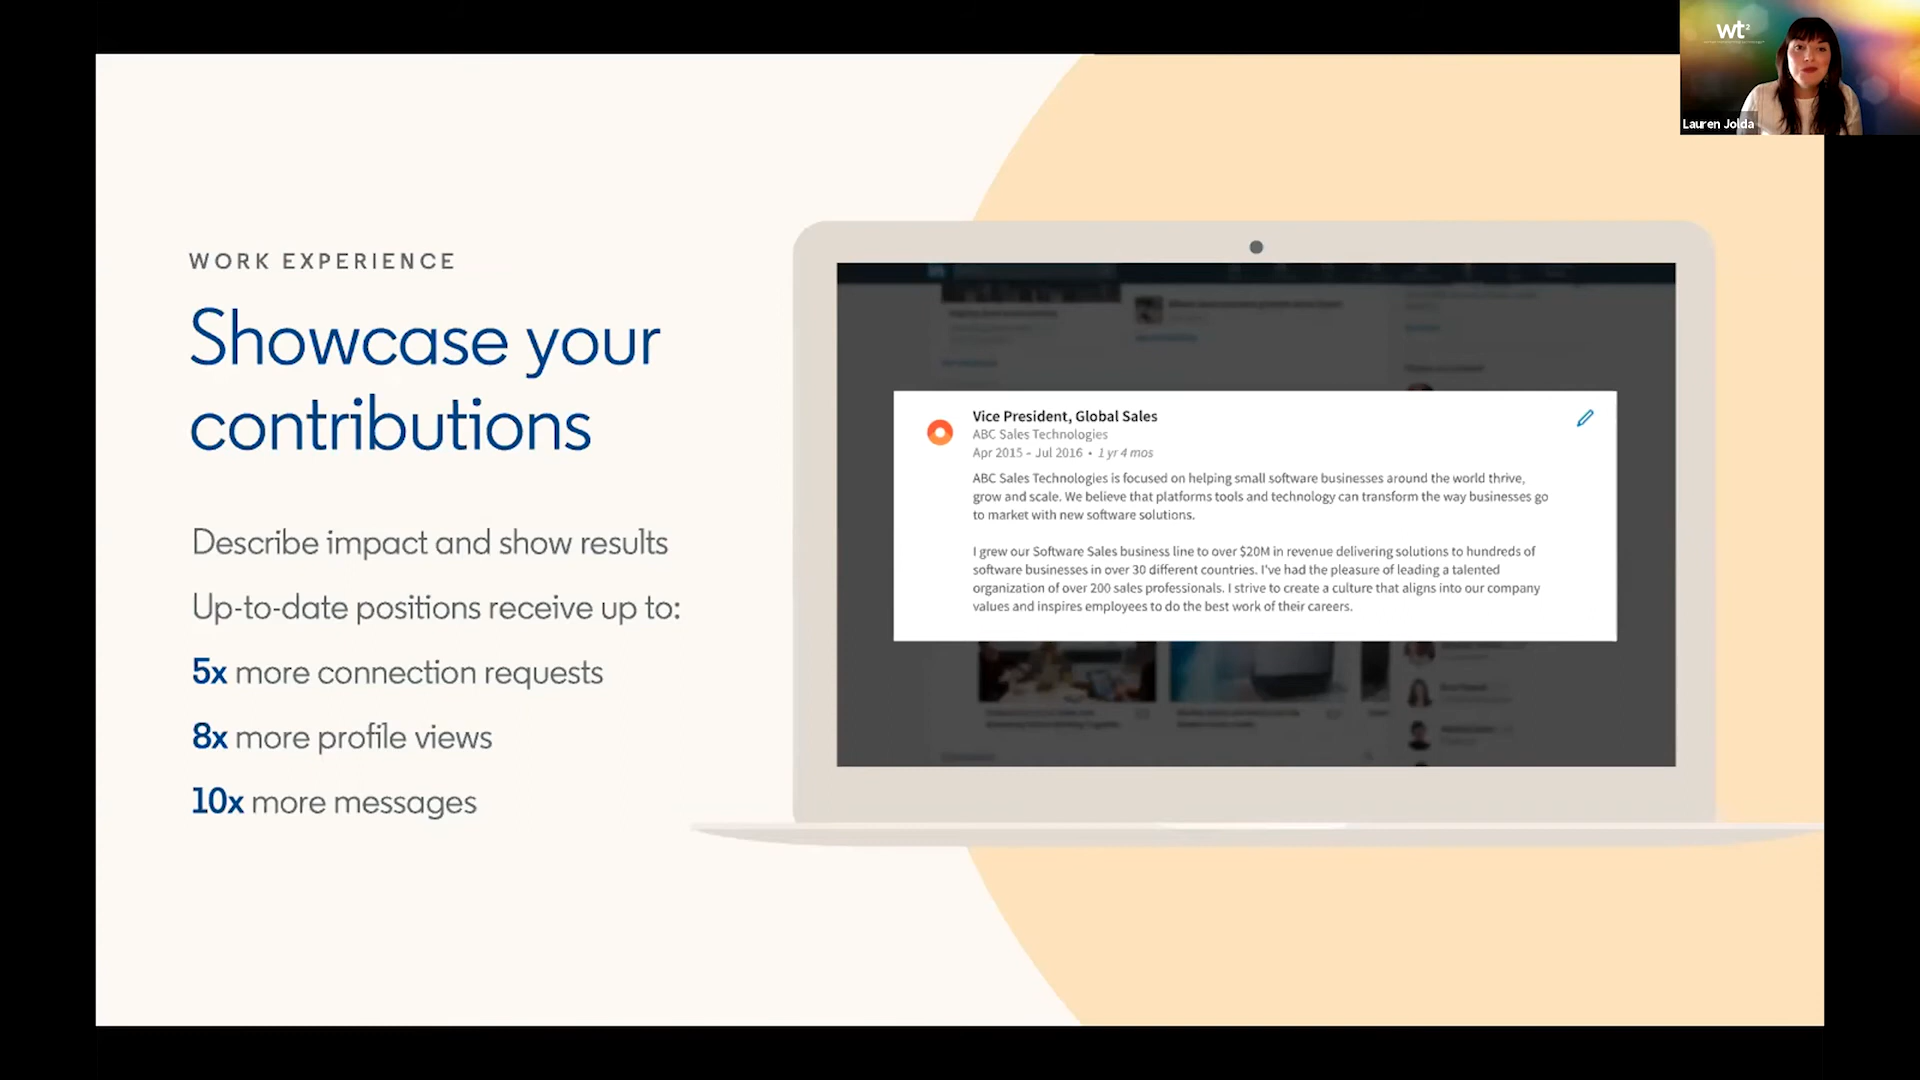 wt²
Lauren Jolda
WORK EXPERIENCE
Showcase your
contributions
Describe impact and show results
Up-to-date positions receive up to:
5x more connection requests
8x more profile views
10x more messages
Vice President, Global Sales
ABC Sales Technologies
Apr 2015 – Jul 2016 • 1 yr 4 mos
ABC Sales Technologies is focused on helping small software businesses around the world thrive,
grow and scale. We believe that platforms tools and technology can transform the way businesses go
to market with new software solutions.
I grew our Software Sales business line to over $20M in revenue delivering solutions to hundreds of
software businesses in over 30 different countries. I've had the pleasure of leading a talented
organization of over 200 sales professionals. I strive to create a culture that aligns into our company
values and inspires employees to do the best work of their careers.